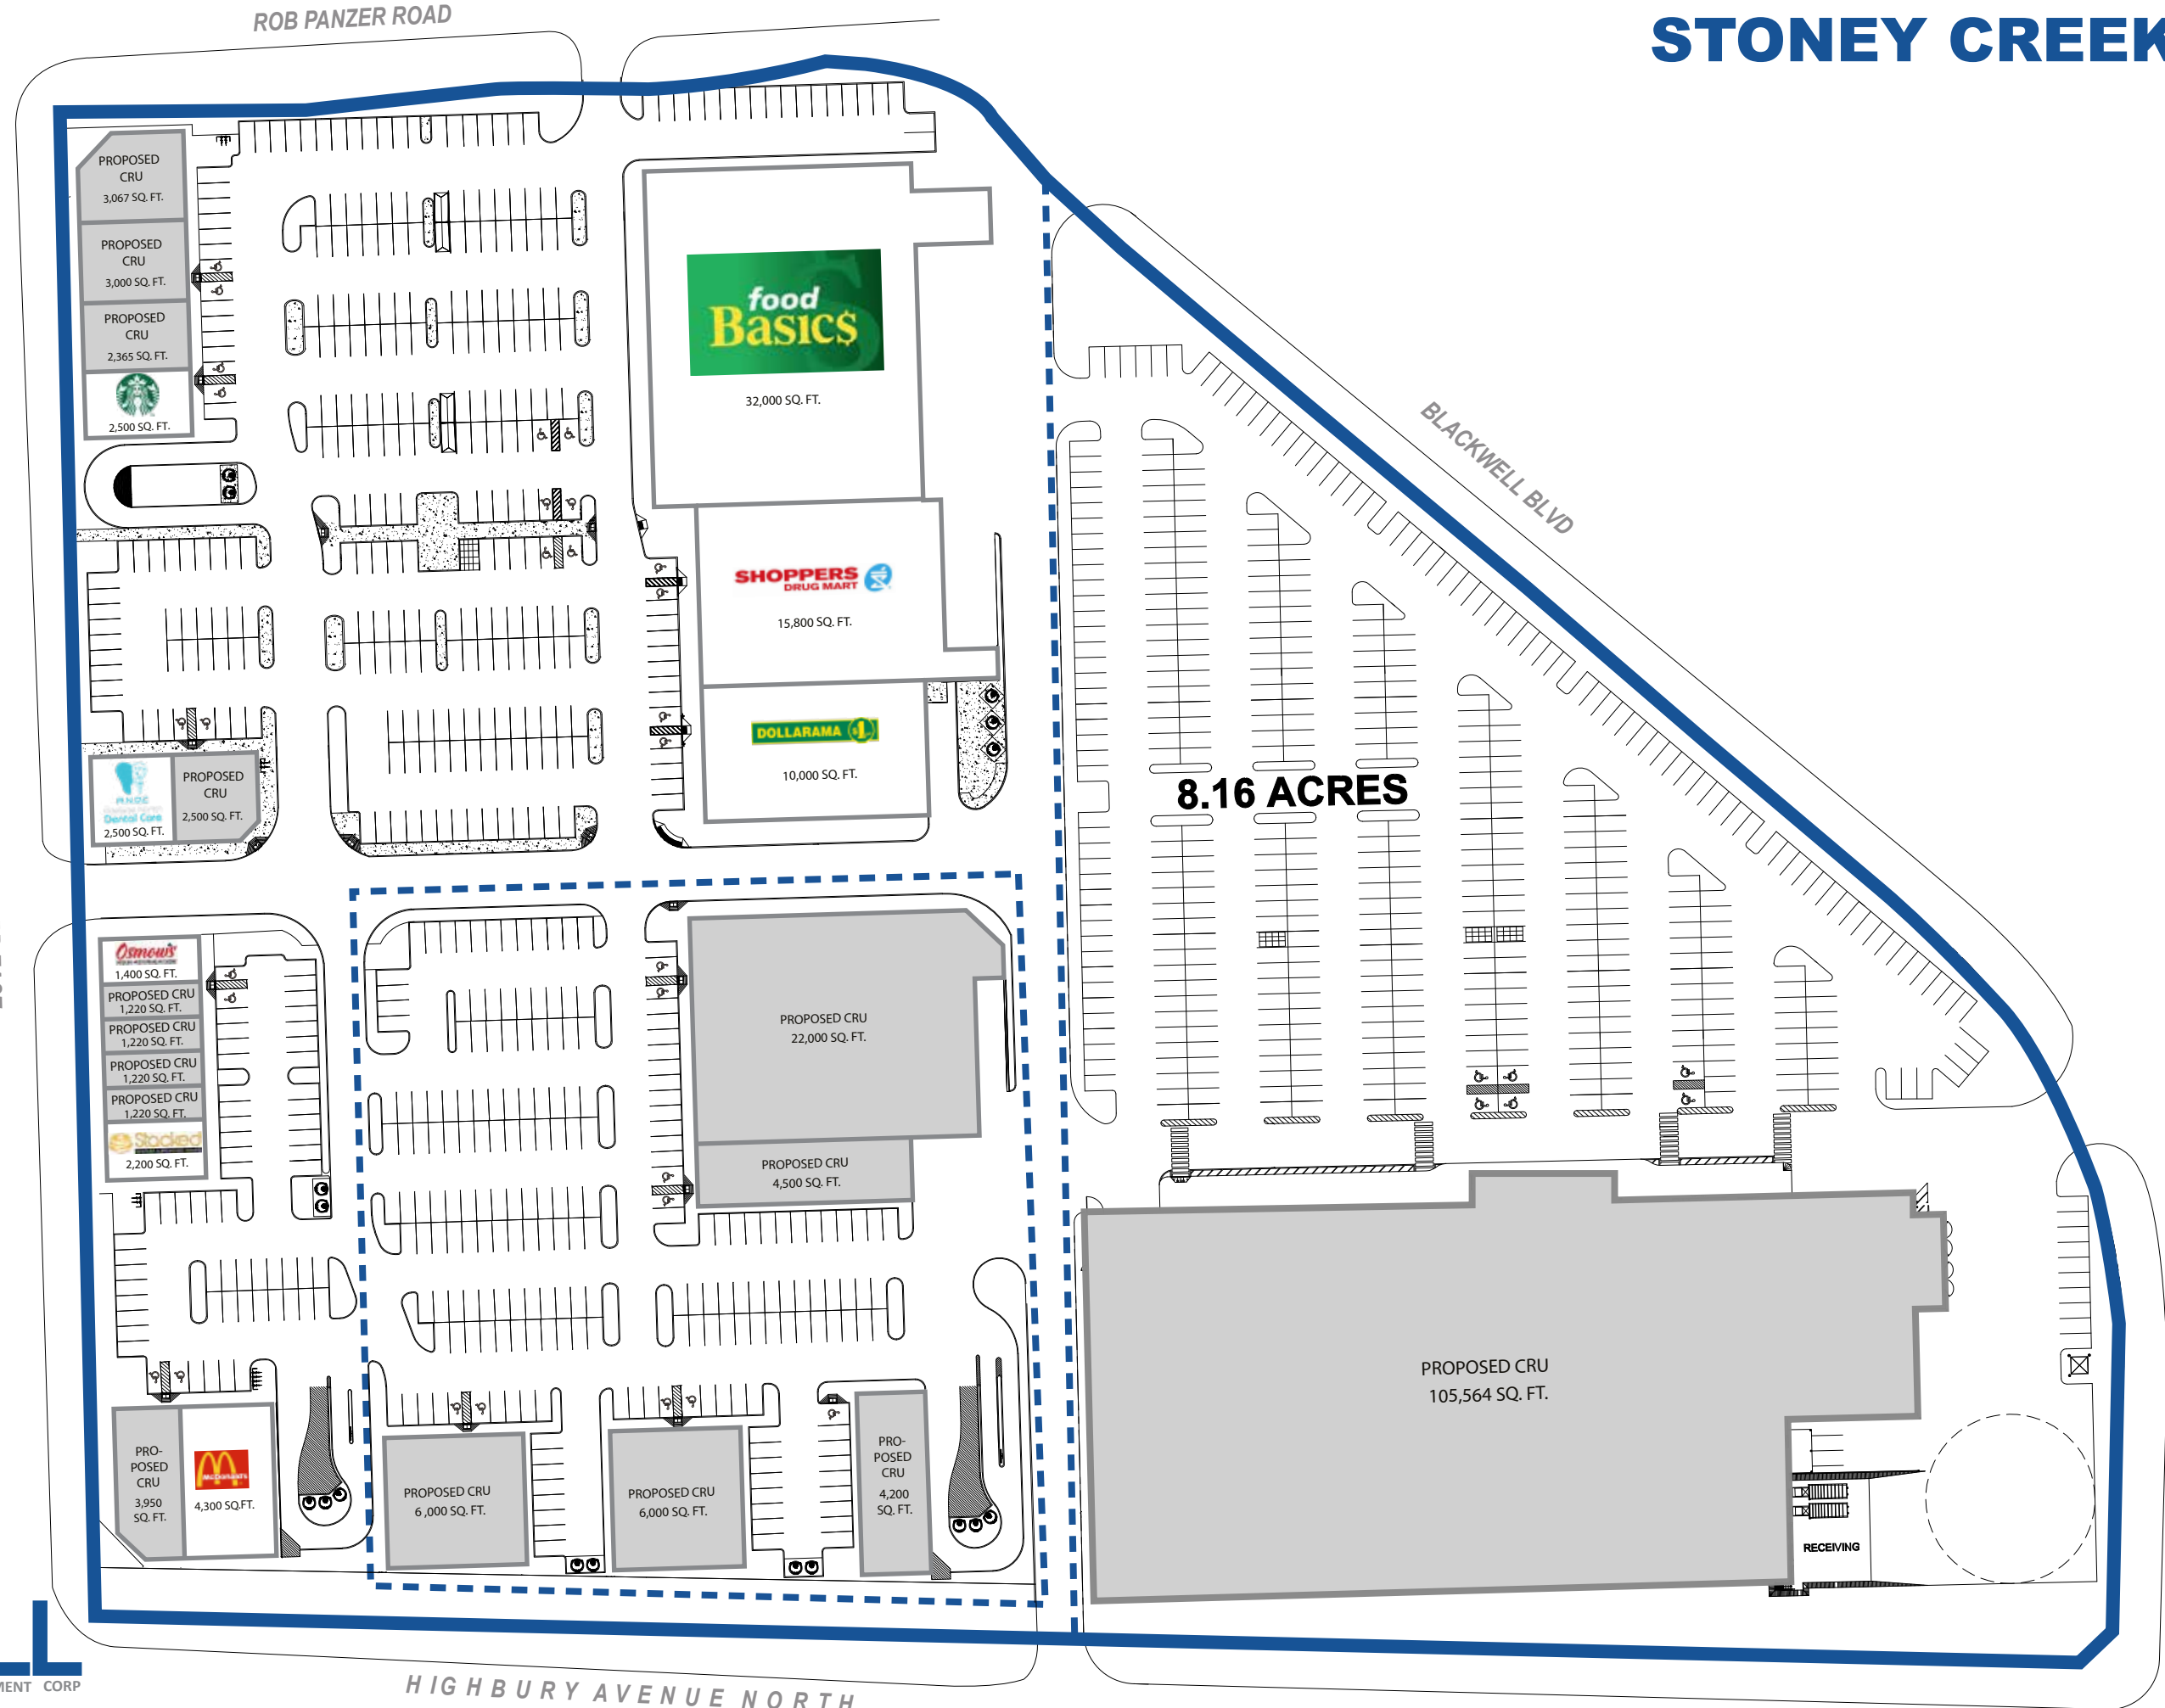 ROB PANZER ROAD
STONEY CREEK
PROPOSED
CRU
3,067 SQ. FT.
PROPOSED
CRU
3,000 SQ. FT.
PROPOSED
CRU
2,365 SQ. FT.
2,500 SQ. FT.
food
Basic$
32,000 SQ. FT.
SHOPPERS
DRUG MART
15,800 SQ. FT.
DOLLARAMA $1
10,000 SQ. FT.
BLACKWELL BLVD
8.16 ACRES
Dental Care
2,500 SQ. FT.
PROPOSED
CRU
2,500 SQ. FT.
Osmow's
1,400 SQ. FT.
PROPOSED CRU
1,220 SQ. FT.
PROPOSED CRU
1,220 SQ. FT.
PROPOSED CRU
1,220 SQ. FT.
PROPOSED CRU
1,220 SQ. FT.
Stacked
2,200 SQ. FT.
PROPOSED CRU
22,000 SQ. FT.
PROPOSED CRU
4,500 SQ. FT.
PRO-
POSED
CRU
3,950
SQ. FT.
McDonald's
4,300 SQ.FT.
PROPOSED CRU
6 ,000 SQ. FT.
PROPOSED CRU
6,000 SQ. FT.
PRO-
POSED
CRU
4,200
SQ. FT.
PROPOSED CRU
105,564 SQ. FT.
RECEIVING
MENT CORP
HIGHBURY AVENUE NORTH